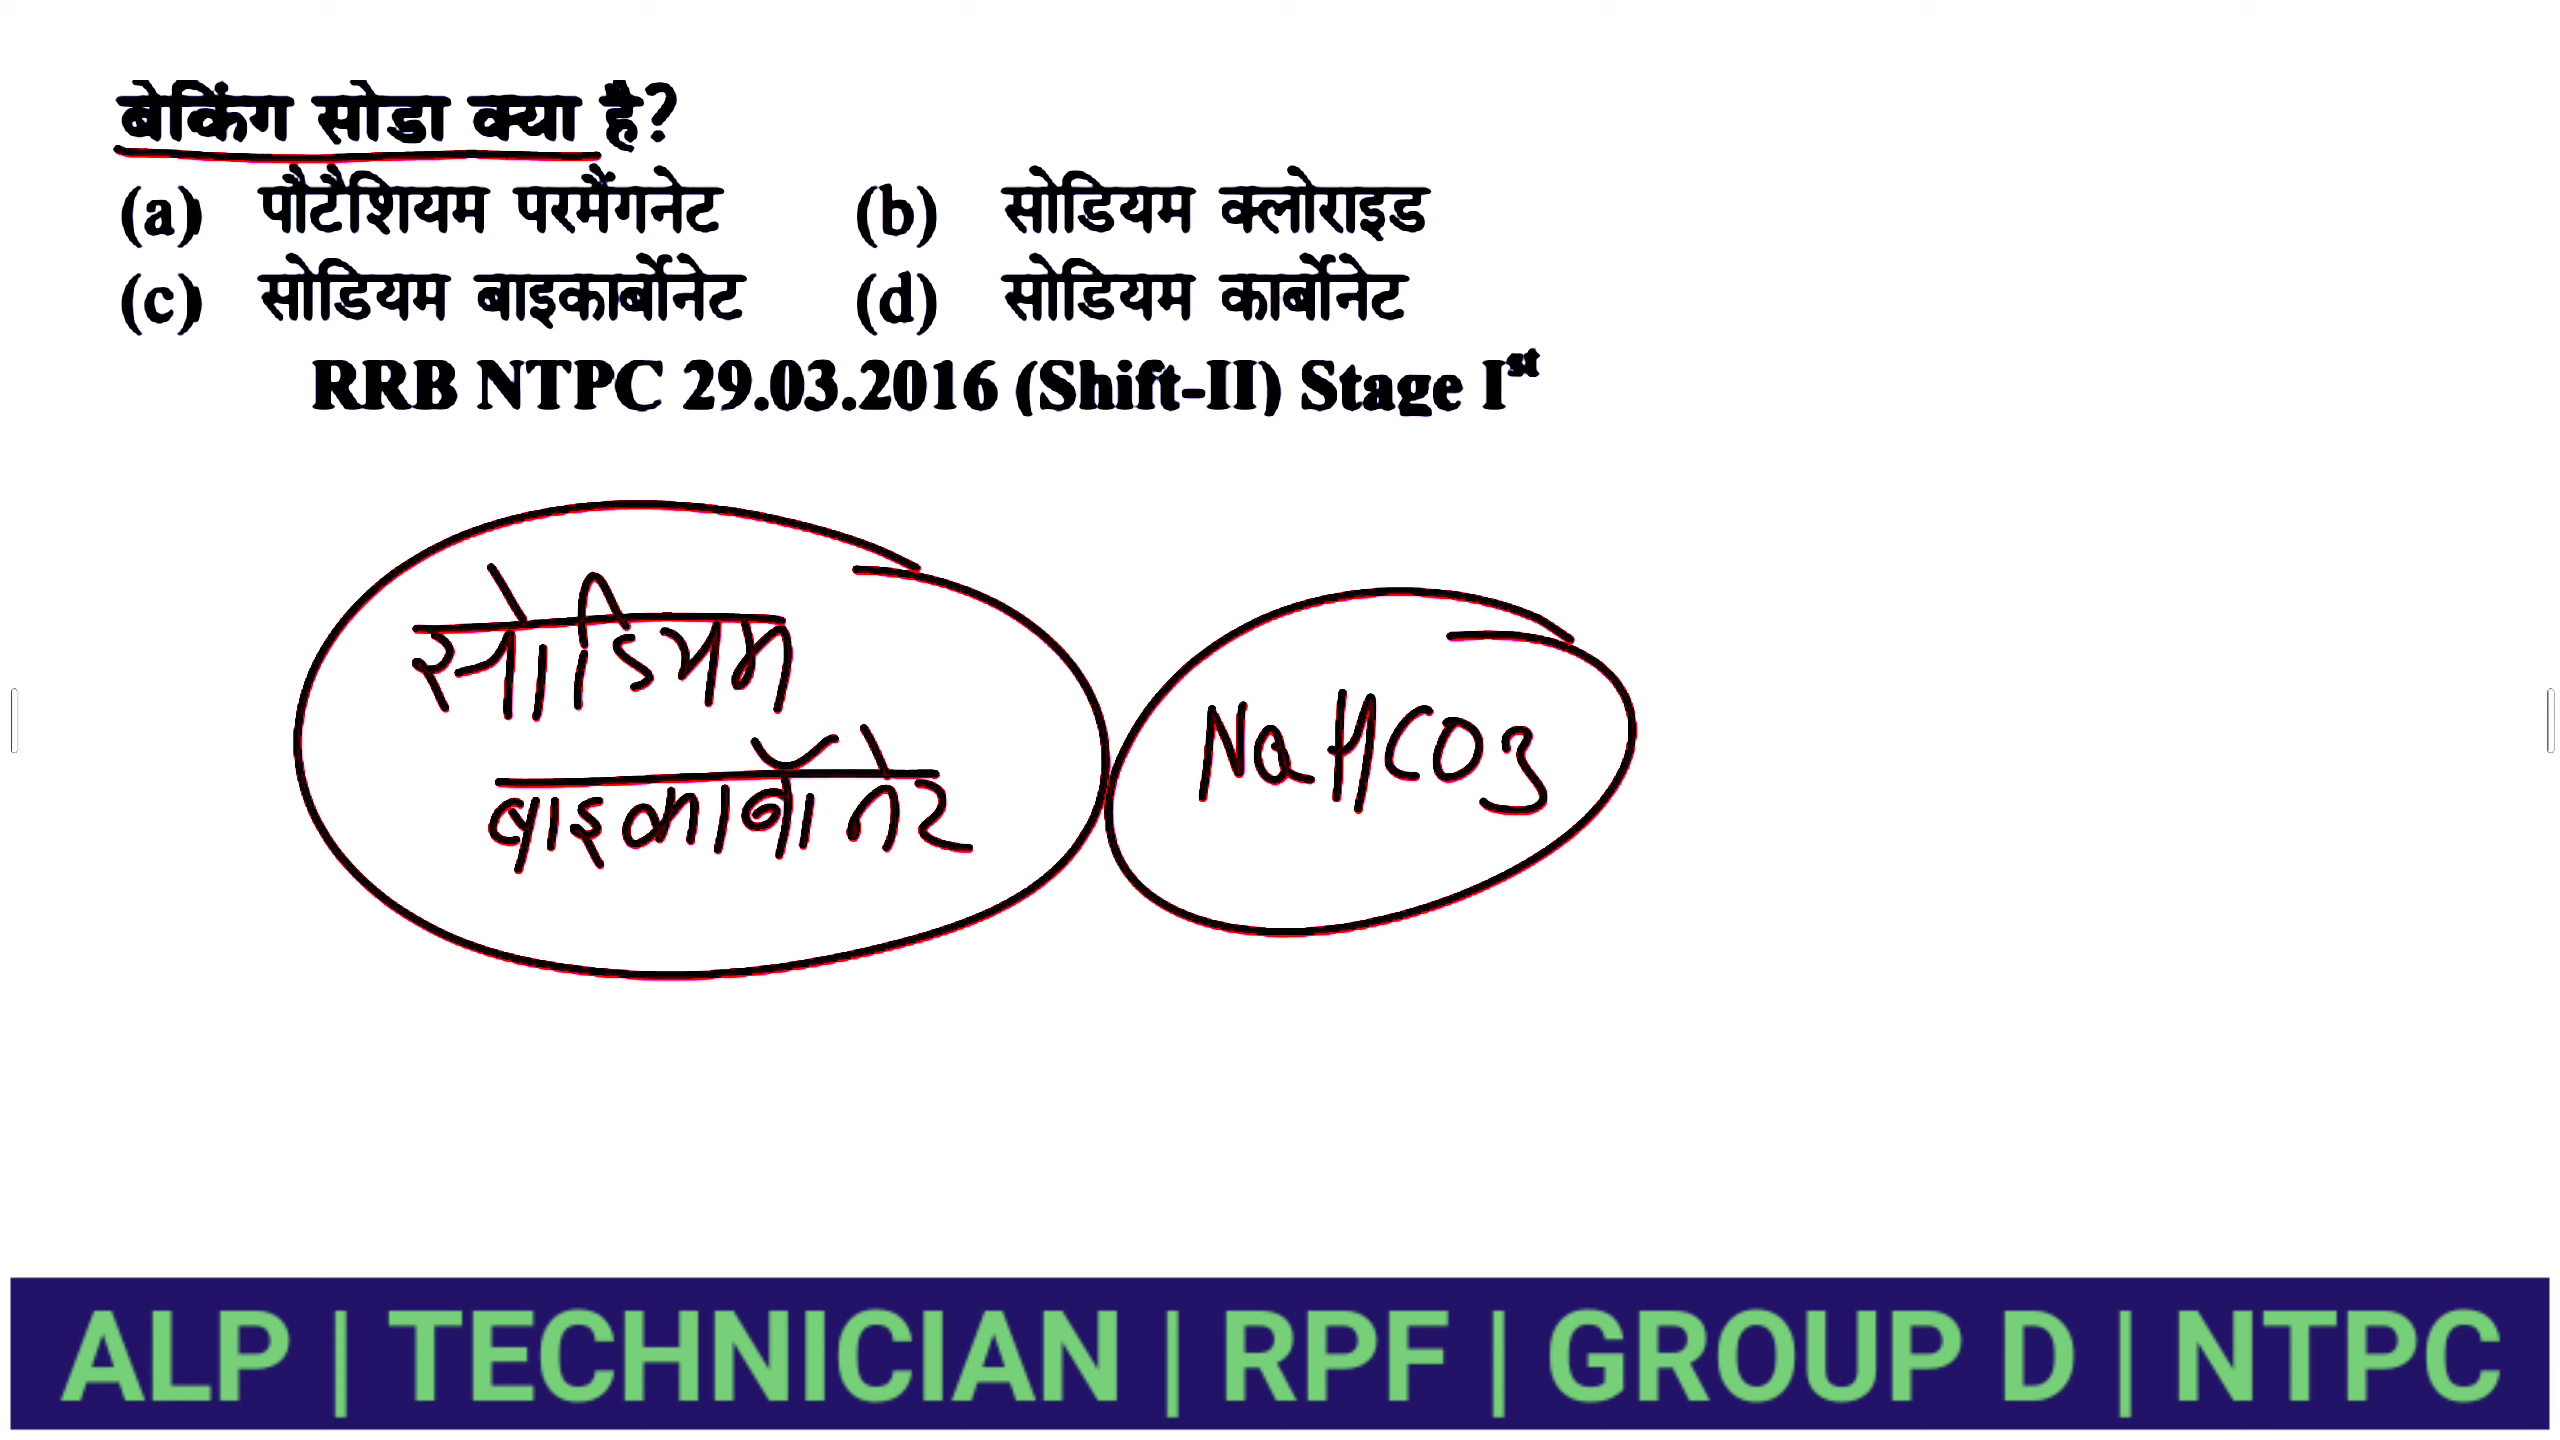 बेकिंग सोडा क्या है?
(a) पौटैशियम परमैंगनेट (b) सोडियम क्लोराइड
(c) सोडियम बाइकार्बोनेट (d) सोडियम कार्बोनेट
RRB NTPC 29.03.2016 (Shift-II) Stage Ist
सोडियम
बाइकार्बोनेट
NaHCO3
ALP | TECHNICIAN | RPF | GROUP D | NTPC